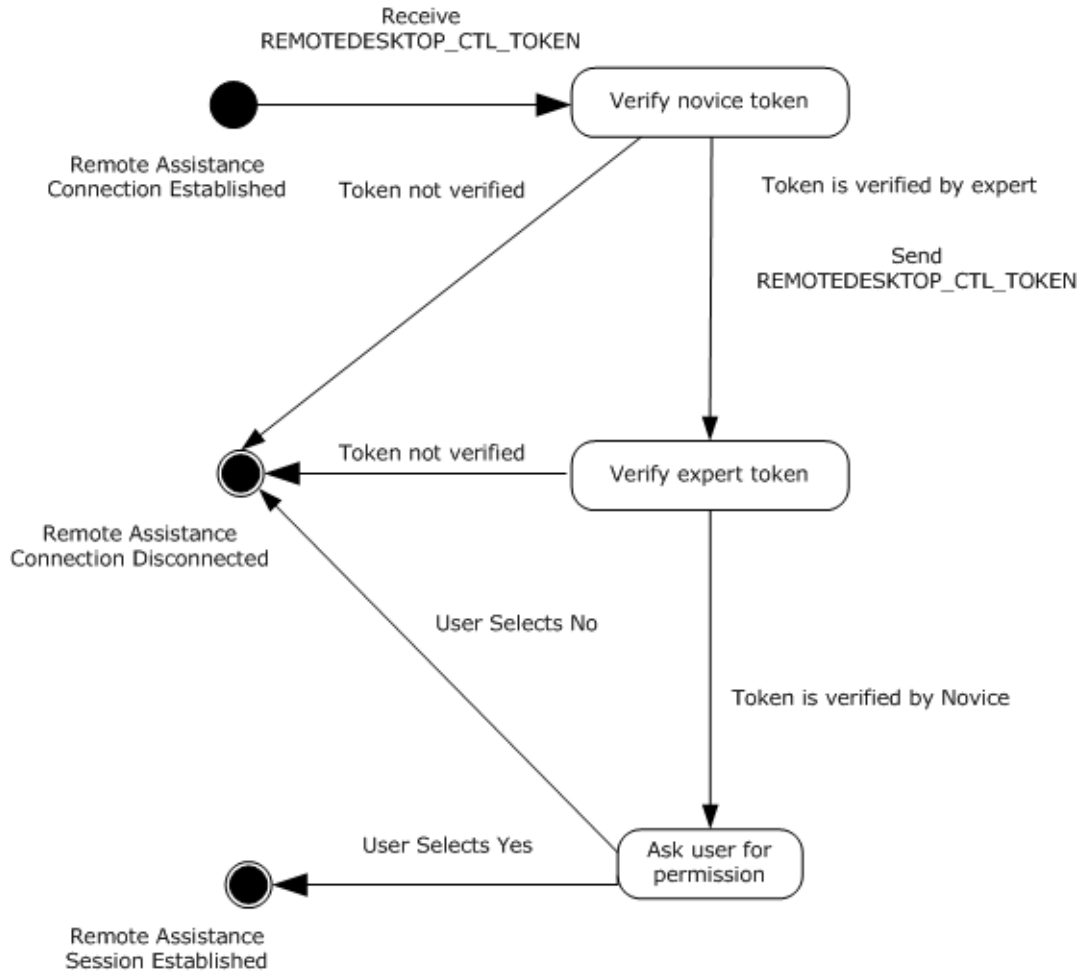 Receive
REMOTEDESKTOP_CTL_TOKEN
Verify novice token
Remote Assistance
Connection Established
Token not verified
Token is verified by expert
Send
REMOTEDESKTOP_CTL_TOKEN
Token not verified
Verify expert token
Remote Assistance
Connection Disconnected
User Selects No
Token is verified by Novice
User Selects Yes
Ask user for
permission
Remote Assistance
Session Established